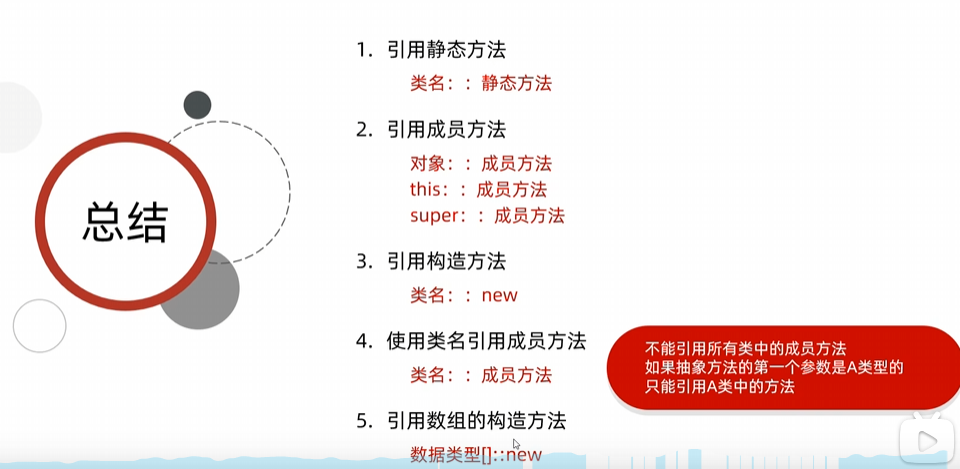 总结
1. 引用静态方法
类名：：静态方法
2. 引用成员方法
对象：：成员方法
this：：成员方法
super：：成员方法
3. 引用构造方法
类名：：new
4. 使用类名引用成员方法
类名：：成员方法
不能引用所有类中的成员方法
如果抽象方法的第一个参数是A类型的
只能引用A类中的方法
5. 引用数组的构造方法
数据类型[]::new